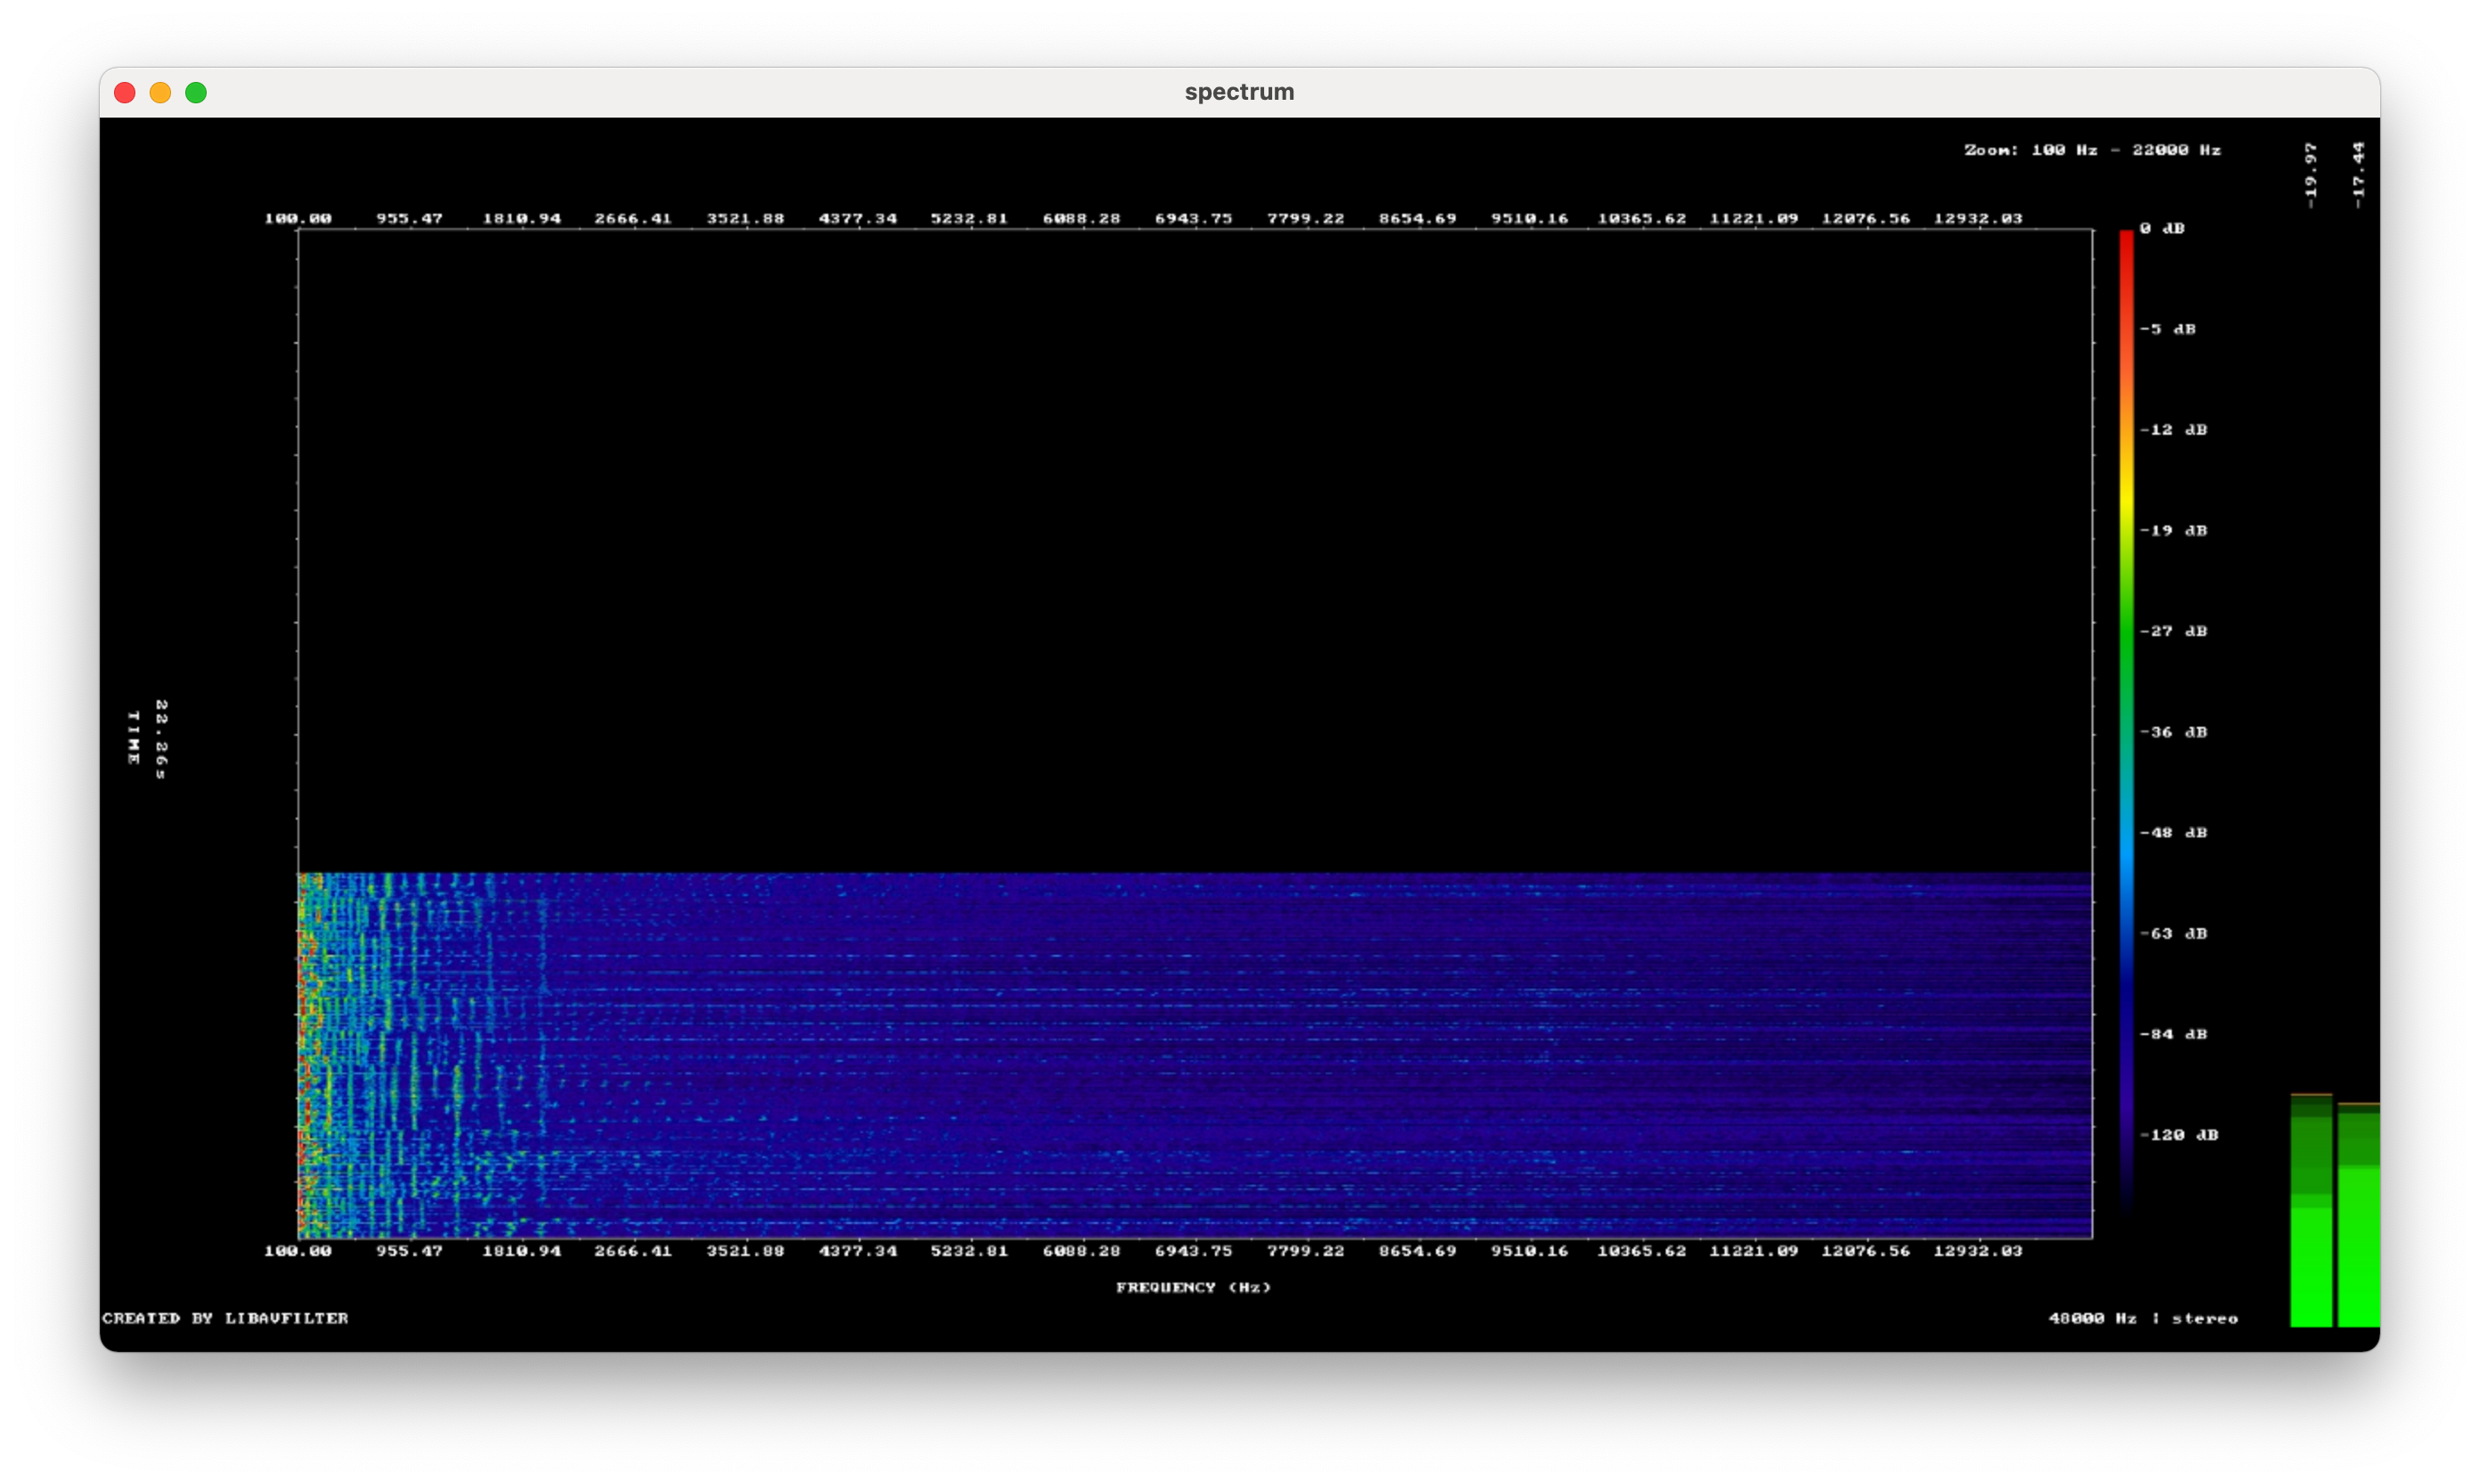 spectrum
Zoom: 100 Hz - 22000 Hz
-19.97
-17.44
100.00 955.47 1810.94 2666.41 3521.88 4377.34 5232.81 6088.28 6943.75 7799.22 8654.69 9510.16 10365.62 11221.09 12076.56 12932.03
0 dB
-5 dB
-12 dB
-19 dB
-27 dB
-36 dB
-48 dB
-63 dB
-84 dB
-120 dB
TIME
22.26s
100.00 955.47 1810.94 2666.41 3521.88 4377.34 5232.81 6088.28 6943.75 7799.22 8654.69 9510.16 10365.62 11221.09 12076.56 12932.03
FREQUENCY (Hz)
CREATED BY LIBAVFILTER
48000 Hz | stereo